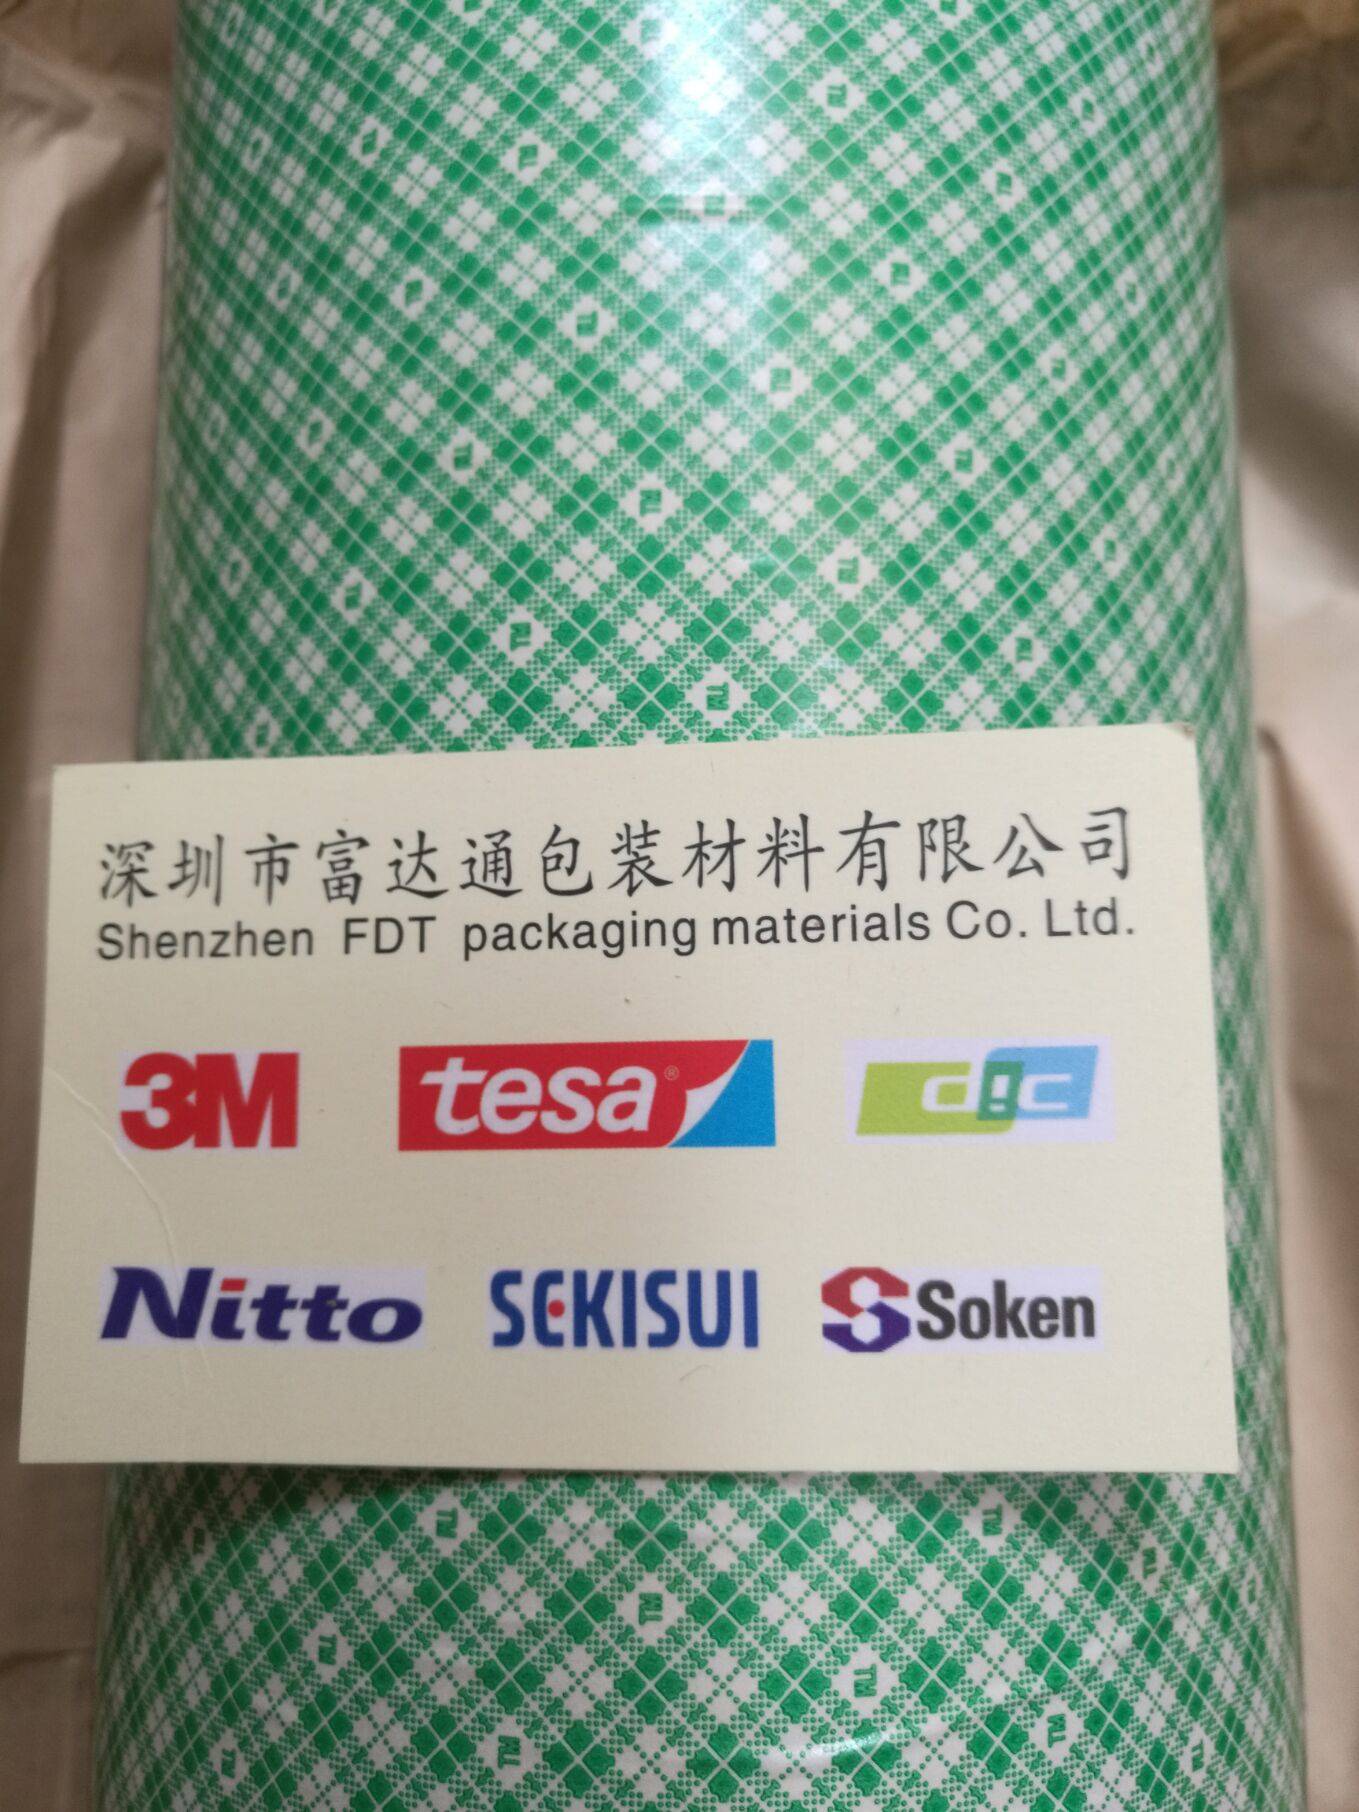 深圳市富达通包装材料有限公司
Shenzhen FDT packaging materials Co. Ltd.
3M tesa® dic
Nitto SEKISUI Soken